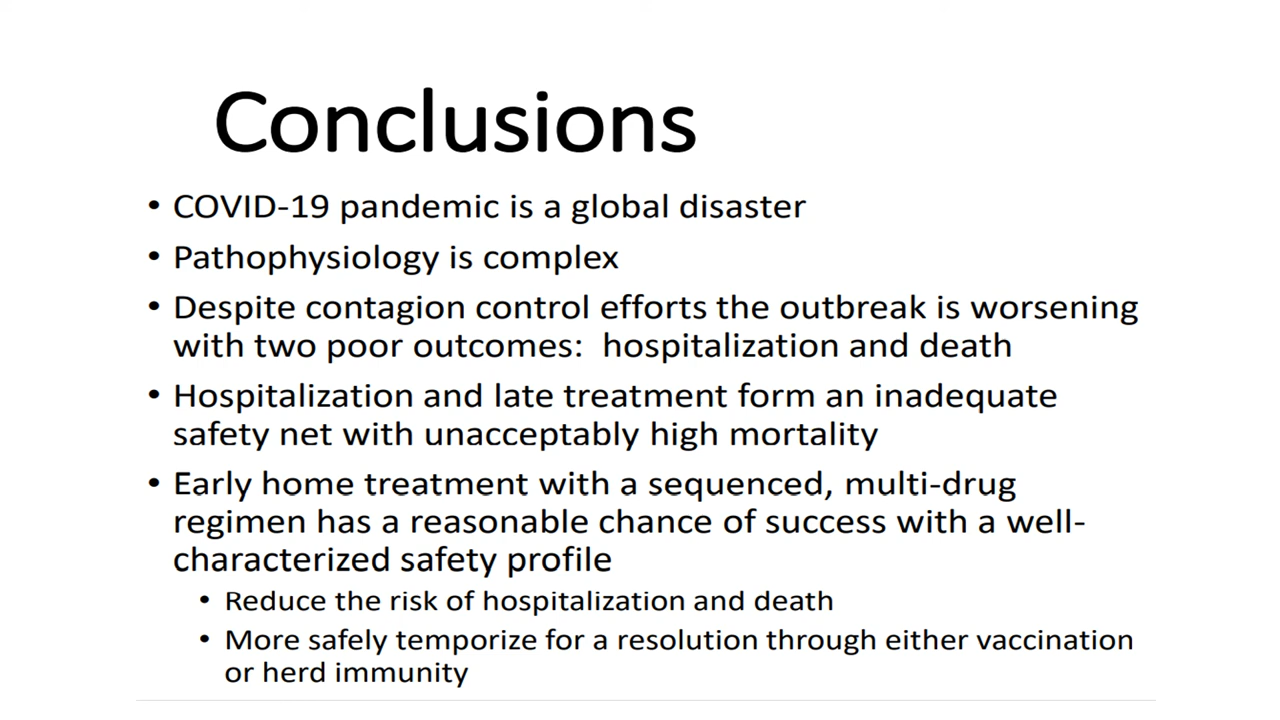 Conclusions
• COVID-19 pandemic is a global disaster
• Pathophysiology is complex
• Despite contagion control efforts the outbreak is worsening
with two poor outcomes: hospitalization and death
• Hospitalization and late treatment form an inadequate
safety net with unacceptably high mortality
• Early home treatment with a sequenced, multi-drug
regimen has a reasonable chance of success with a well-
characterized safety profile
• Reduce the risk of hospitalization and death
• More safely temporize for a resolution through either vaccination
or herd immunity